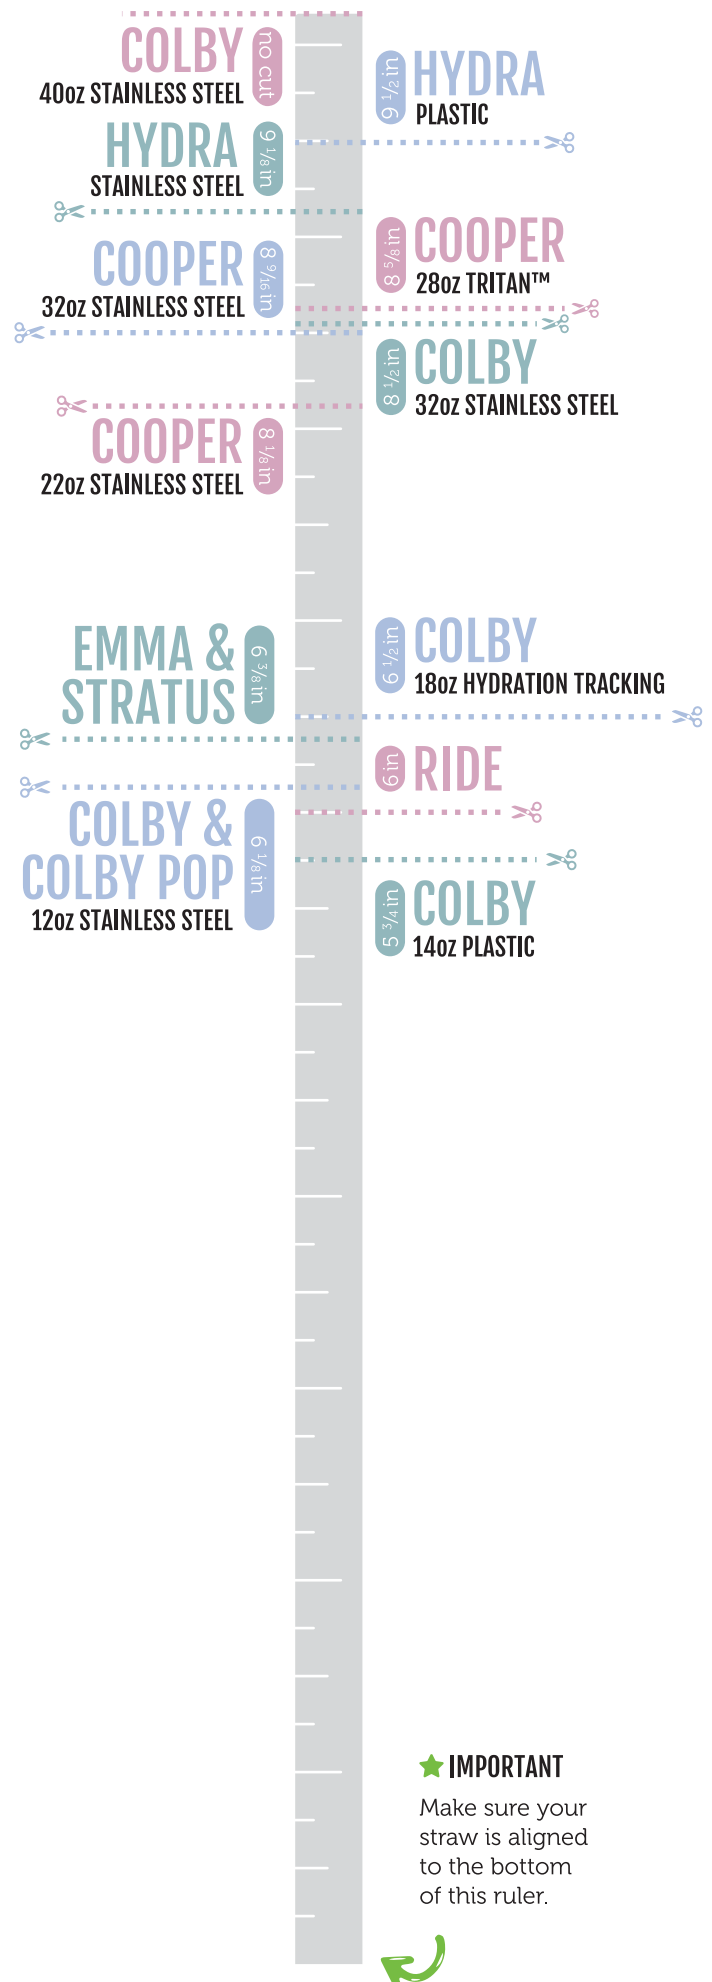 COLBY
no cut
40oz STAINLESS STEEL
9 1/2 in
HYDRA
PLASTIC
HYDRA
9 1/8 in
STAINLESS STEEL
8 5/8 in
COOPER
28oz TRITAN™
COOPER
8 9/16 in
32oz STAINLESS STEEL
8 1/2 in
COLBY
32oz STAINLESS STEEL
COOPER
8 1/8 in
22oz STAINLESS STEEL
6 1/2 in
COLBY
18oz HYDRATION TRACKING
EMMA &
STRATUS
6 3/8 in
6 in
RIDE
COLBY &
COLBY POP
6 1/8 in
12oz STAINLESS STEEL
5 3/4 in
COLBY
14oz PLASTIC
IMPORTANT
Make sure your
straw is aligned
to the bottom
of this ruler.